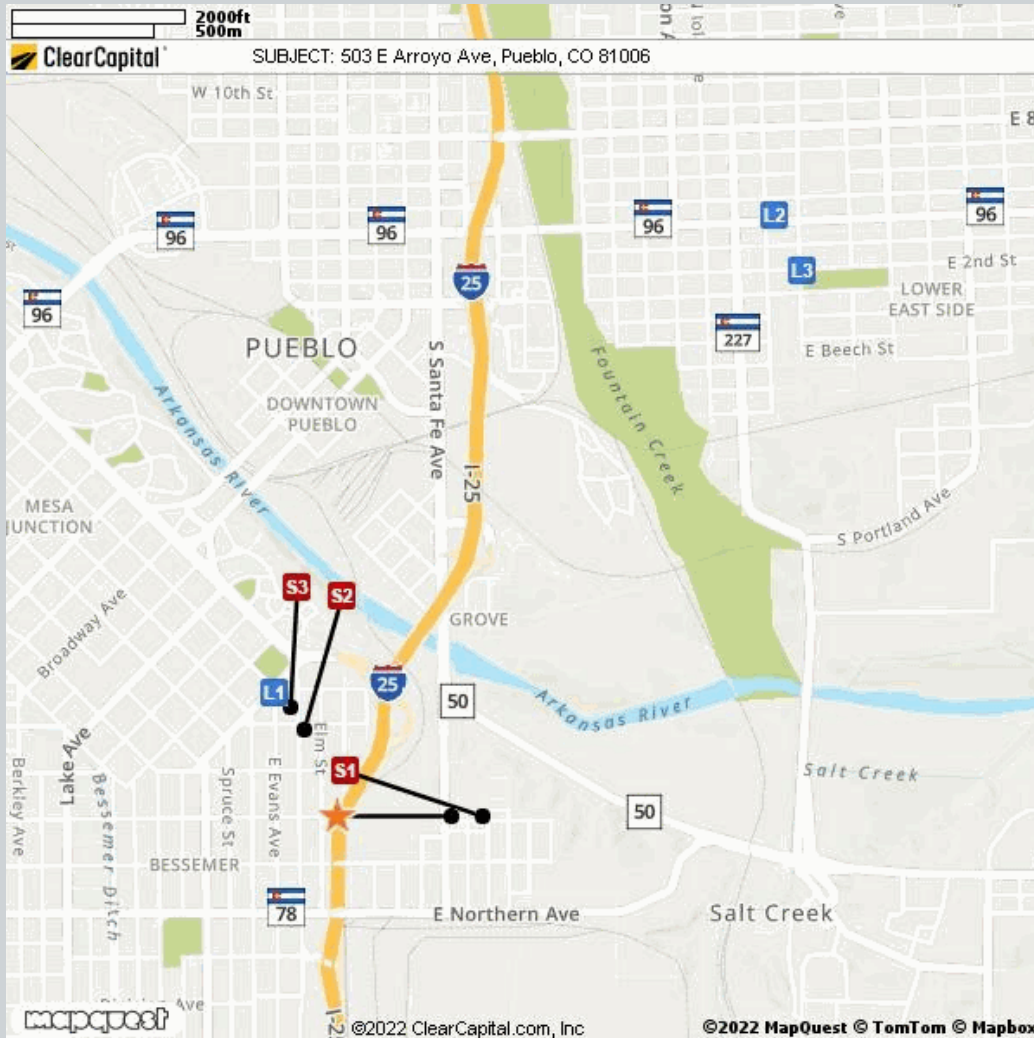 2000ft
500m
ClearCapital
SUBJECT: 503 E Arroyo Ave, Pueblo, CO 81006
W 10th St
E 8
96
96
96
L2
96
25
L3
E 2nd St
96
LOWER
EAST SIDE
227
E Beech St
PUEBLO
S Santa Fe Ave
Fountain Creek
DOWNTOWN
PUEBLO
Arkansas River
I-25
MESA
JUNCTION
S Portland Ave
S3
S2
Broadway Ave
GROVE
L1
25
50
Arkansas River
Elm St
Lake Ave
Berkley Ave
Bessemer Ditch
Spruce St
E Evans Ave
S1
Salt Creek
50
BESSEMER
78
E Northern Ave
Salt Creek
Ave
mapquest
I-2
©2022 ClearCapital.com, Inc
©2022 MapQuest © TomTom © Mapbox